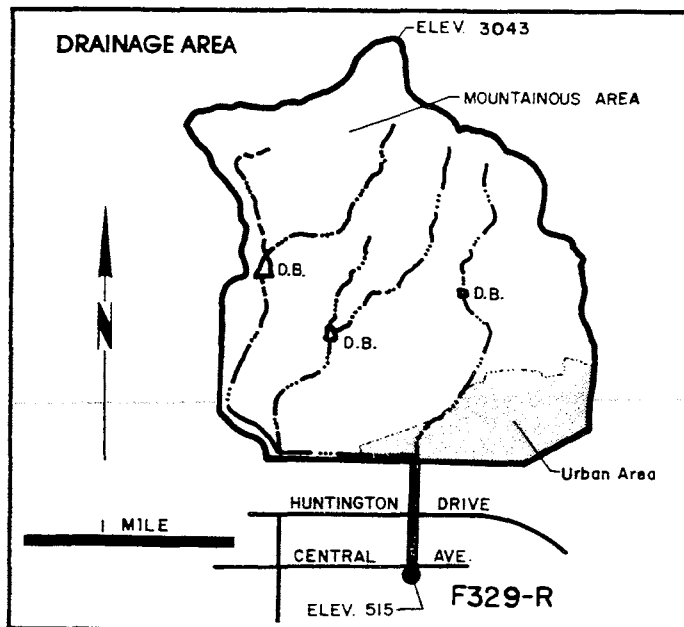 DRAINAGE AREA
ELEV. 3043
MOUNTAINOUS AREA
D.B.
D.B.
D.B.
N
Urban Area
HUNTINGTON DRIVE
1 MILE
CENTRAL AVE.
ELEV. 515
F329-R